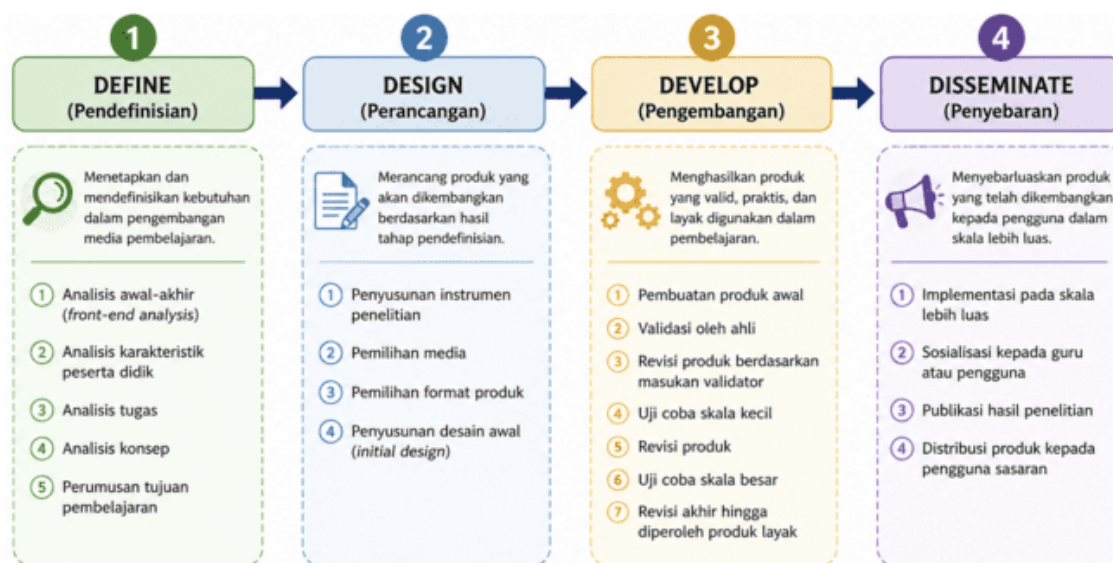 1
DEFINE
(Pendefinisian)
Menetapkan dan
mendefinisikan kebutuhan
dalam pengembangan
media pembelajaran.
1 Analisis awal-akhir
(front-end analysis)
2 Analisis karakteristik
peserta didik
3 Analisis tugas
4 Analisis konsep
5 Perumusan tujuan
pembelajaran
2
DESIGN
(Perancangan)
Merancang produk yang
akan dikembangkan
berdasarkan hasil
tahap pendefinisian.
1 Penyusunan instrumen
penelitian
2 Pemilihan media
3 Pemilihan format produk
4 Penyusunan desain awal
(initial design)
3
DEVELOP
(Pengembangan)
Menghasilkan produk
yang valid, praktis, dan
layak digunakan dalam
pembelajaran.
1 Pembuatan produk awal
2 Validasi oleh ahli
3 Revisi produk berdasarkan
masukan validator
4 Uji coba skala kecil
5 Revisi produk
6 Uji coba skala besar
7 Revisi akhir hingga
diperoleh produk layak
4
DISSEMINATE
(Penyebaran)
Menyebarluaskan produk
yang telah dikembangkan
kepada pengguna dalam
skala lebih luas.
1 Implementasi pada skala
lebih luas
2 Sosialisasi kepada guru
atau pengguna
3 Publikasi hasil penelitian
4 Distribusi produk kepada
pengguna sasaran